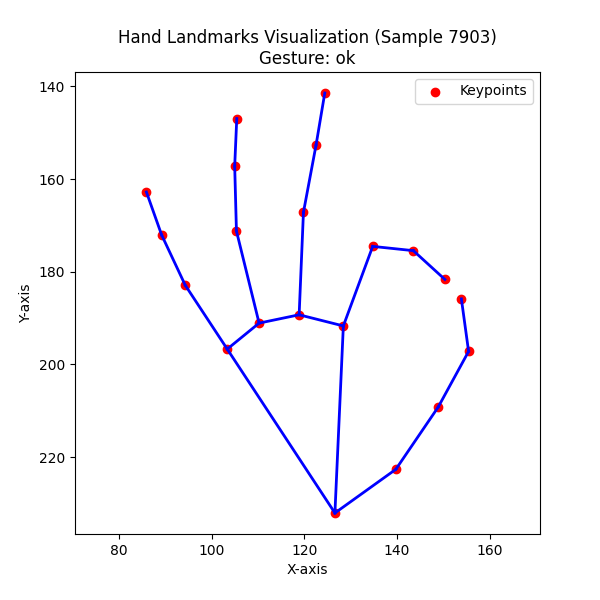 Hand Landmarks Visualization (Sample 7903)
Gesture: ok
Keypoints
140
160
180
200
220
Y-axis
80
100
120
140
160
X-axis